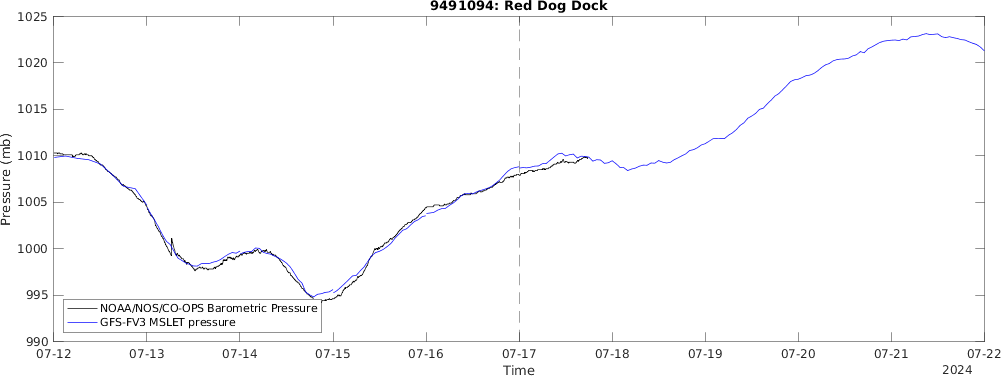 9491094: Red Dog Dock
1025
1020
1015
1010
1005
1000
995
990
Pressure (mb)
NOAA/NOS/CO-OPS Barometric Pressure
GFS-FV3 MSLET pressure
07-12 07-13 07-14 07-15 07-16 07-17 07-18 07-19 07-20 07-21 07-22
Time
2024